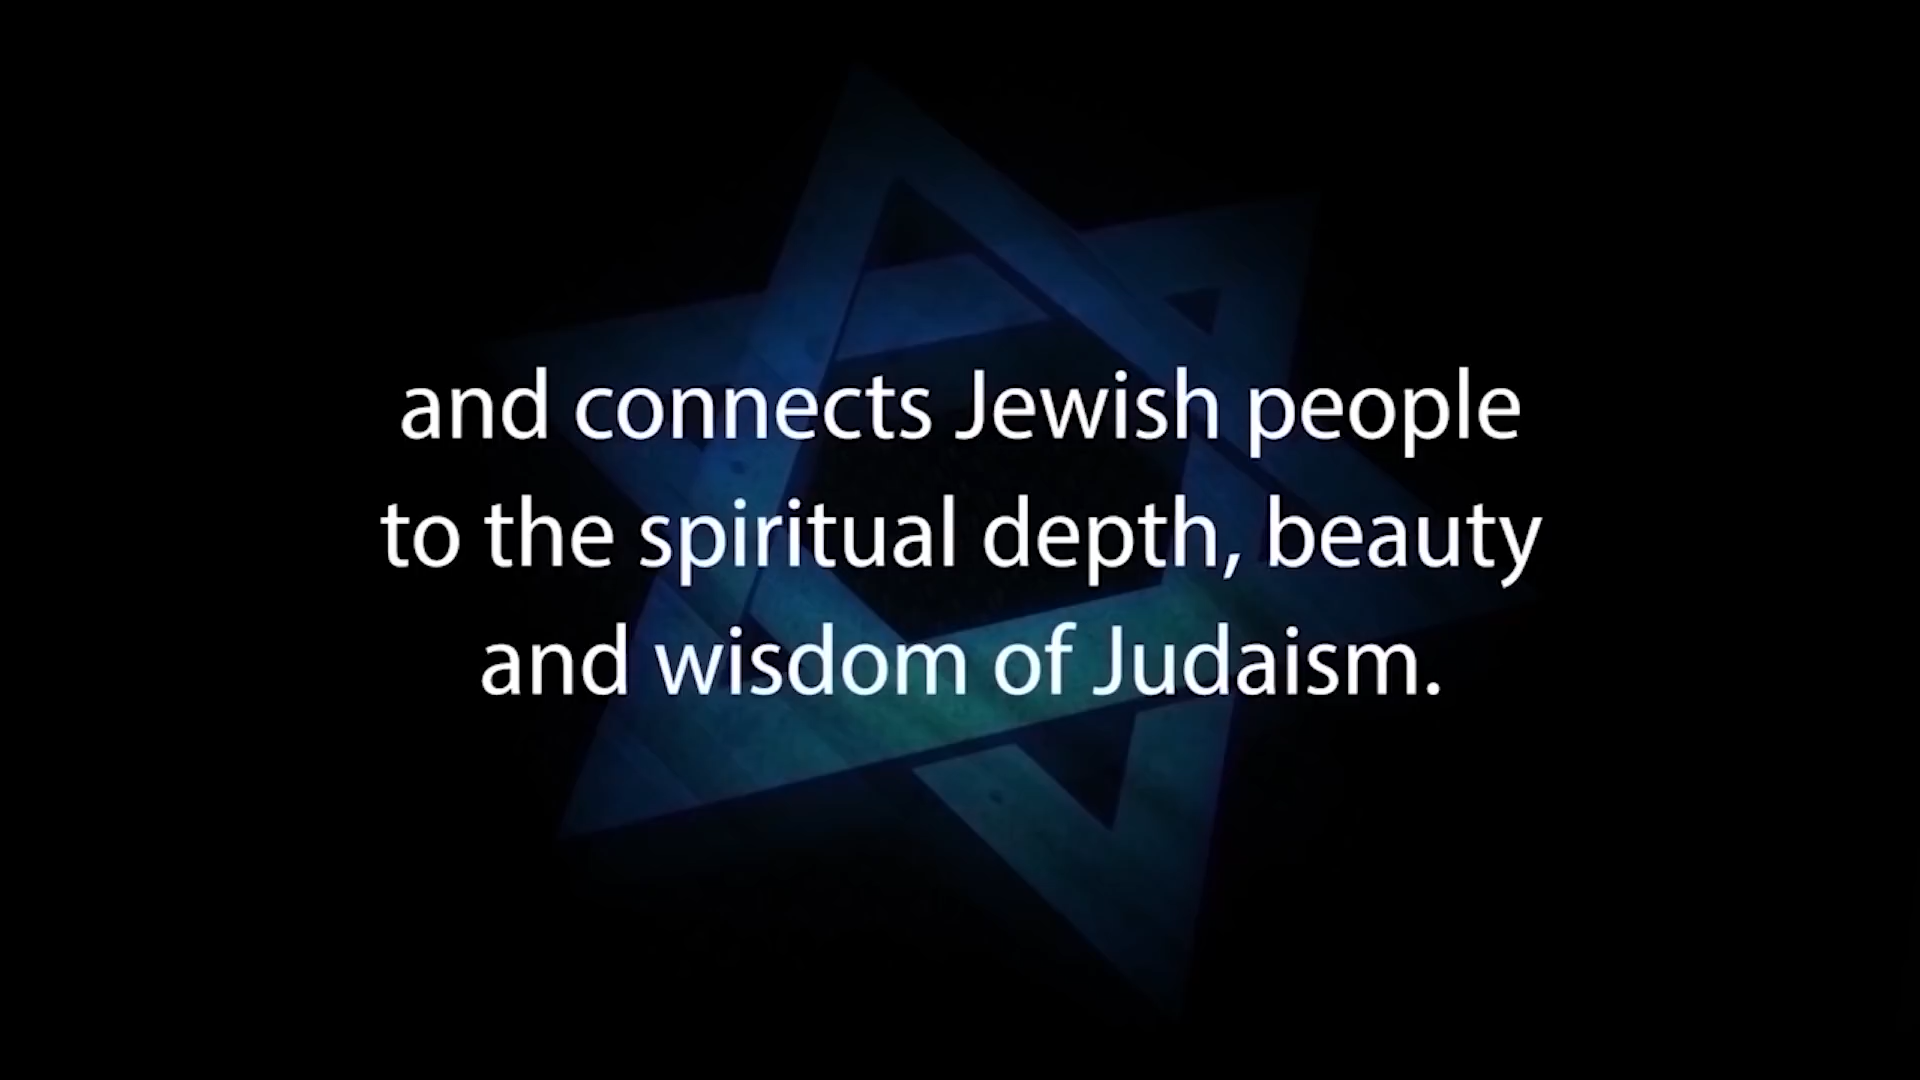 and connects Jewish people
to the spiritual depth, beauty
and wisdom of Judaism.